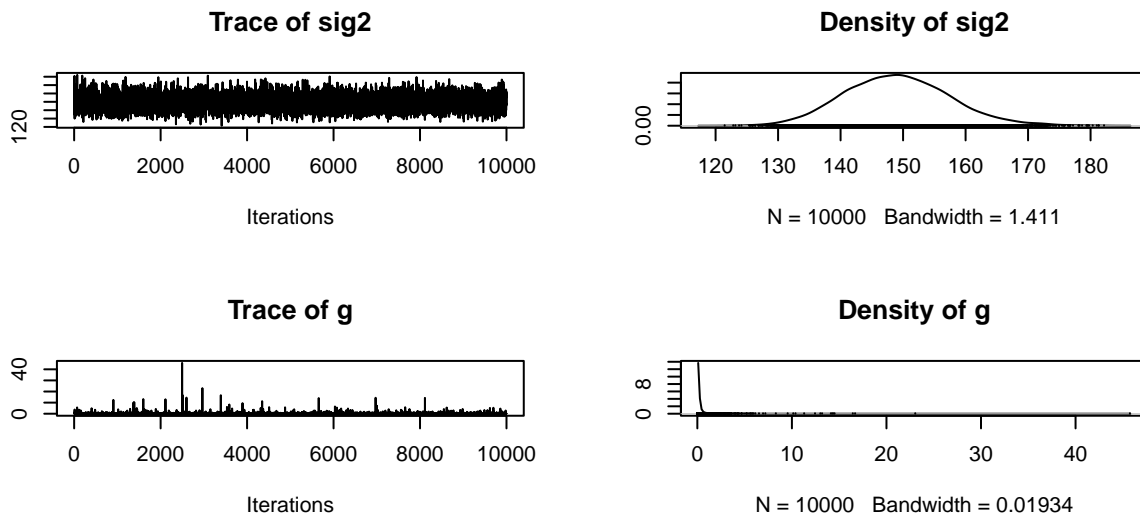 Trace of sig2
120
0 2000 4000 6000 8000 10000
Iterations
Density of sig2
0.00
120 130 140 150 160 170 180
N = 10000 Bandwidth = 1.411
Trace of g
40
0
0 2000 4000 6000 8000 10000
Iterations
Density of g
8
0
0 10 20 30 40
N = 10000 Bandwidth = 0.01934